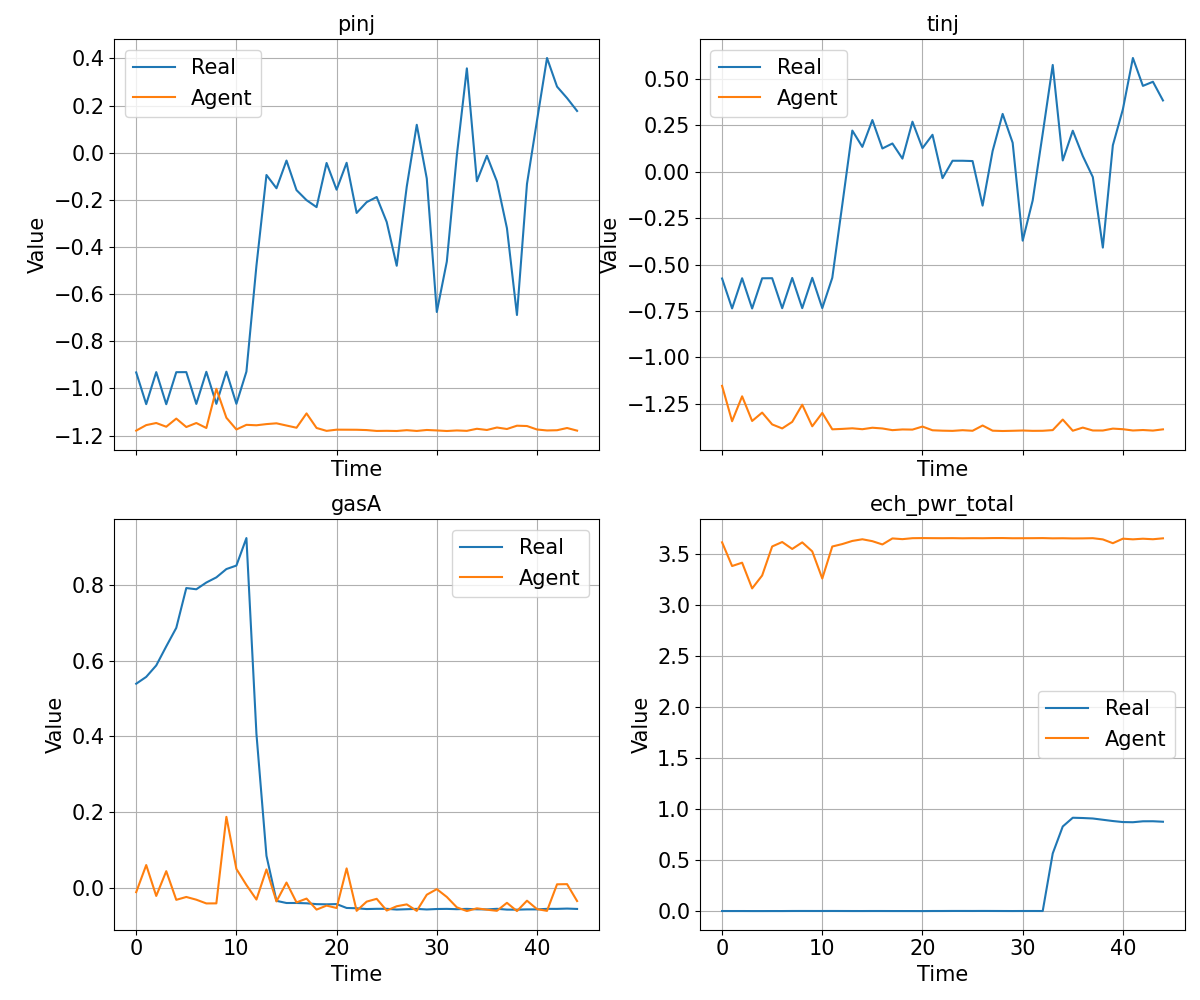 pinj
Real
Agent
0.4
0.2
0.0
−0.2
−0.4
−0.6
−0.8
−1.0
−1.2
Value
Time
tinj
Real
Agent
0.50
0.25
0.00
−0.25
−0.50
−0.75
−1.00
−1.25
Value
Time
gasA
Real
Agent
0.8
0.6
0.4
0.2
0.0
Value
0 10 20 30 40
Time
ech_pwr_total
Real
Agent
3.5
3.0
2.5
2.0
1.5
1.0
0.5
0.0
Value
0 10 20 30 40
Time